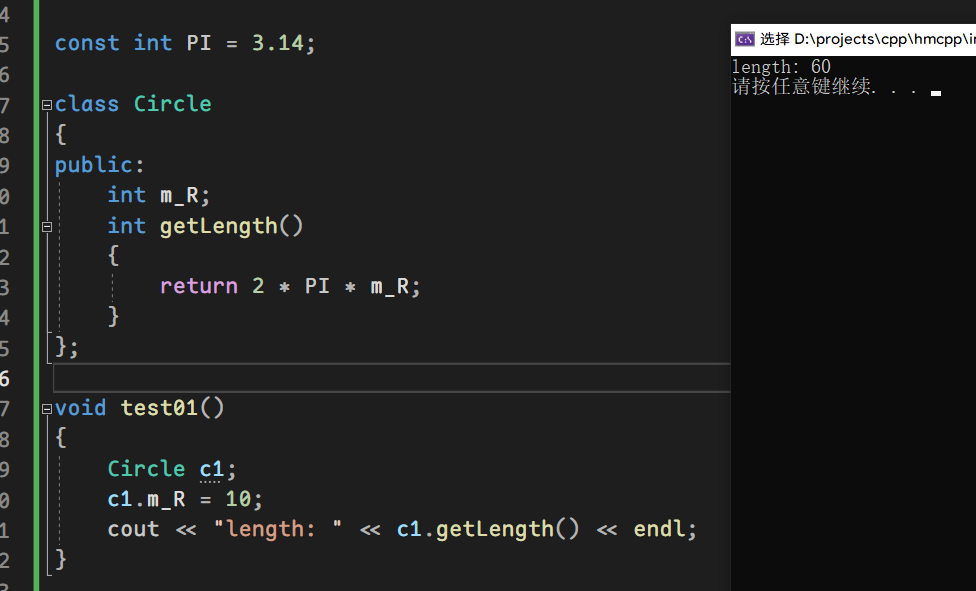 4
5 const int PI = 3.14;
6
7 class Circle
8 {
9 public:
0 int m_R;
1 int getLength()
2 {
3 return 2 * PI * m_R;
4 }
5 };
6
7 void test01()
8 {
9 Circle c1;
0 c1.m_R = 10;
1 cout << "length: " << c1.getLength() << endl;
2 }
3
C:\ 选择 D:\projects\cpp\hmcpp\in
length: 60
请按任意键继续. . .